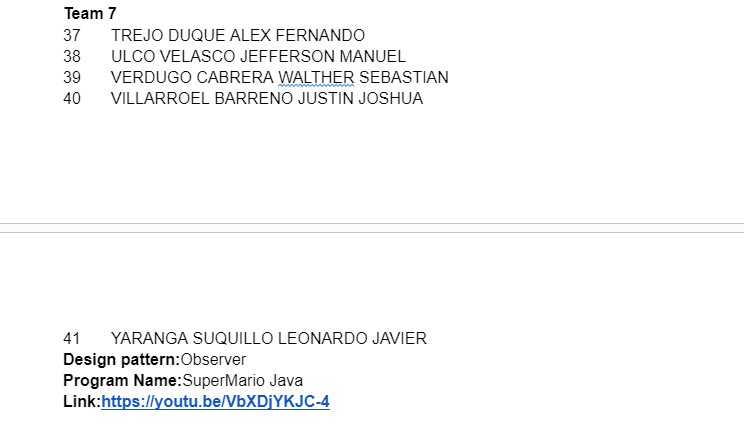 Team 7
37 TREJO DUQUE ALEX FERNANDO
38 ULCO VELASCO JEFFERSON MANUEL
39 VERDUGO CABRERA WALTHER SEBASTIAN
40 VILLARROEL BARRENO JUSTIN JOSHUA
41 YARANGA SUQUILLO LEONARDO JAVIER
Design pattern:Observer
Program Name:SuperMario Java
Link:https://youtu.be/VbXDjYKJC-4